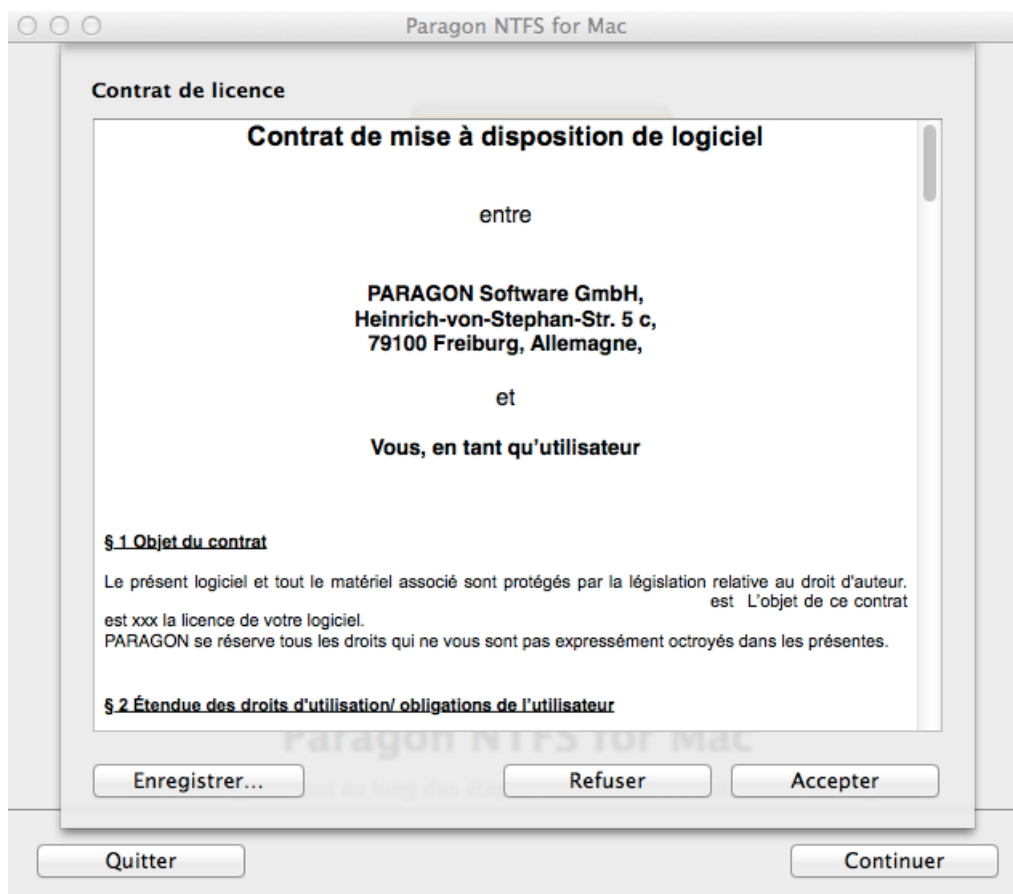 Paragon NTFS for Mac
Contrat de licence
Contrat de mise à disposition de logiciel
entre
PARAGON Software GmbH,
Heinrich-von-Stephan-Str. 5 c,
79100 Freiburg, Allemagne,
et
Vous, en tant qu'utilisateur
§ 1 Objet du contrat
Le présent logiciel et tout le matériel associé sont protégés par la législation relative au droit d'auteur.
est L'objet de ce contrat
est xxx la licence de votre logiciel.
PARAGON se réserve tous les droits qui ne vous sont pas expressément octroyés dans les présentes.
§ 2 Étendue des droits d'utilisation/ obligations de l'utilisateur
Paragon NTFS for Mac
Enregistrer...
Refuser
Accepter
Quitter
Continuer